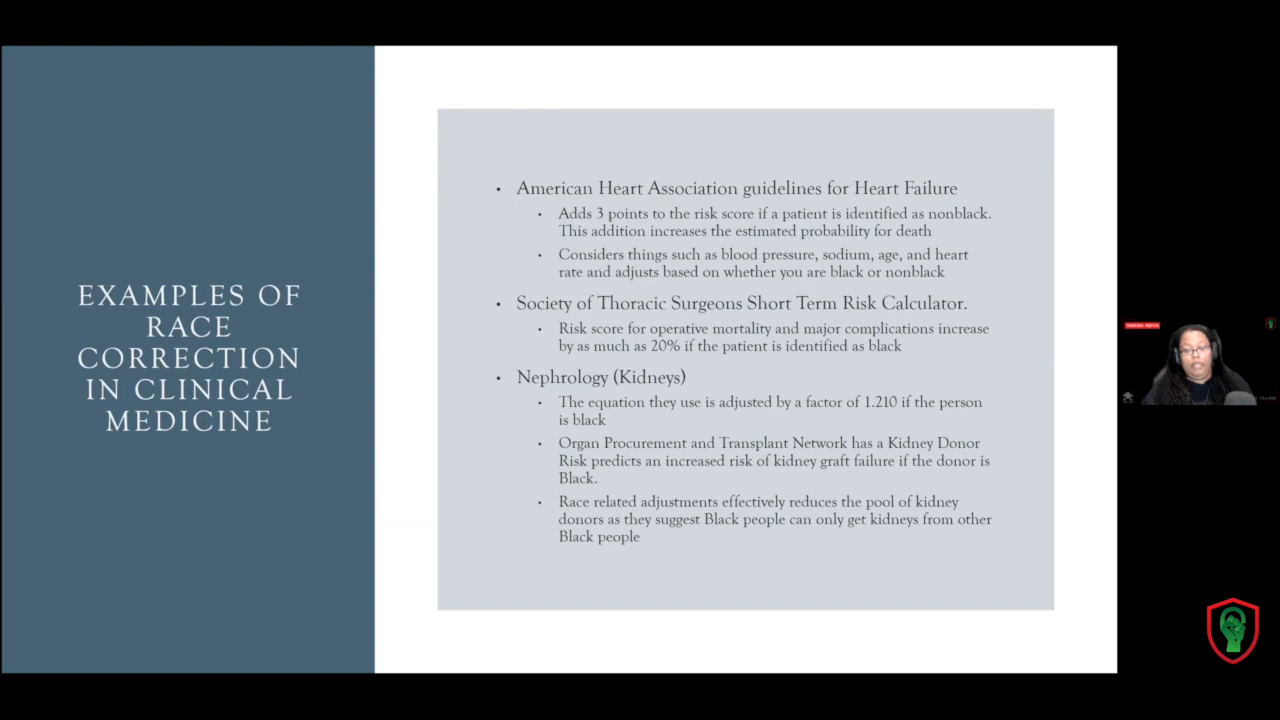 EXAMPLES OF
RACE
CORRECTION
IN CLINICAL
MEDICINE
• American Heart Association guidelines for Heart Failure
• Adds 3 points to the risk score if a patient is identified as nonblack.
This addition increases the estimated probability for death
• Considers things such as blood pressure, sodium, age, and heart
rate and adjusts based on whether you are black or nonblack
• Society of Thoracic Surgeons Short Term Risk Calculator.
• Risk score for operative mortality and major complications increase
by as much as 20% if the patient is identified as black
• Nephrology (Kidneys)
• The equation they use is adjusted by a factor of 1.210 if the person
is black
• Organ Procurement and Transplant Network has a Kidney Donor
Risk predicts an increased risk of kidney graft failure if the donor is
Black.
• Race related adjustments effectively reduces the pool of kidney
donors as they suggest Black people can only get kidneys from other
Black people